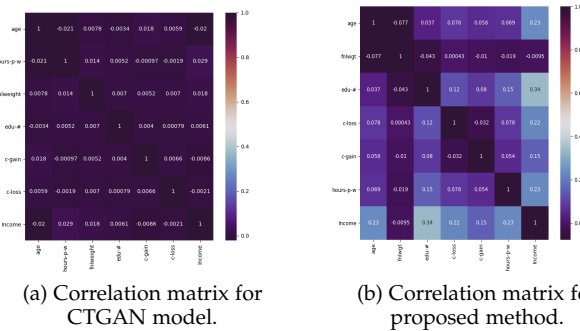 age 1 -0.021 0.0078 -0.0034 0.018 0.0059 -0.02
hours-p-w -0.021 1 0.014 0.0052 -0.00097 -0.0019 0.029
fnlweight 0.0078 0.014 1 0.007 0.0052 0.007 0.018
edu-# -0.0034 0.0052 0.007 1 0.004 0.00079 0.0061
c-gain 0.018 -0.00097 0.0052 0.004 1 0.0066 -0.0086
c-loss 0.0059 -0.0019 0.007 0.00079 0.0066 1 -0.0021
Income -0.02 0.029 0.018 0.0061 -0.0086 -0.0021 1
age hours-p-w fnlweight edu-# c-gain c-loss Income
1.0
0.8
0.6
0.4
0.2
0.0
(a) Correlation matrix for
CTGAN model.
age 1 -0.077 0.037 0.078 0.058 0.069 0.23
fnlwgt -0.077 1 -0.043 0.00043 -0.01 -0.019 -0.0095
edu-# 0.037 -0.043 1 0.12 0.08 0.15 0.34
c-loss 0.078 0.00043 0.12 1 -0.032 0.078 0.22
c-gain 0.058 -0.01 0.08 -0.032 1 0.054 0.15
hours-p-w 0.069 -0.019 0.15 0.078 0.054 1 0.23
Income 0.23 -0.0095 0.34 0.22 0.15 0.23 1
age fnlwgt edu-# c-loss c-gain hours-p-w Income
1.0
0.8
0.6
0.4
0.2
0.0
(b) Correlation matrix fo
proposed method.